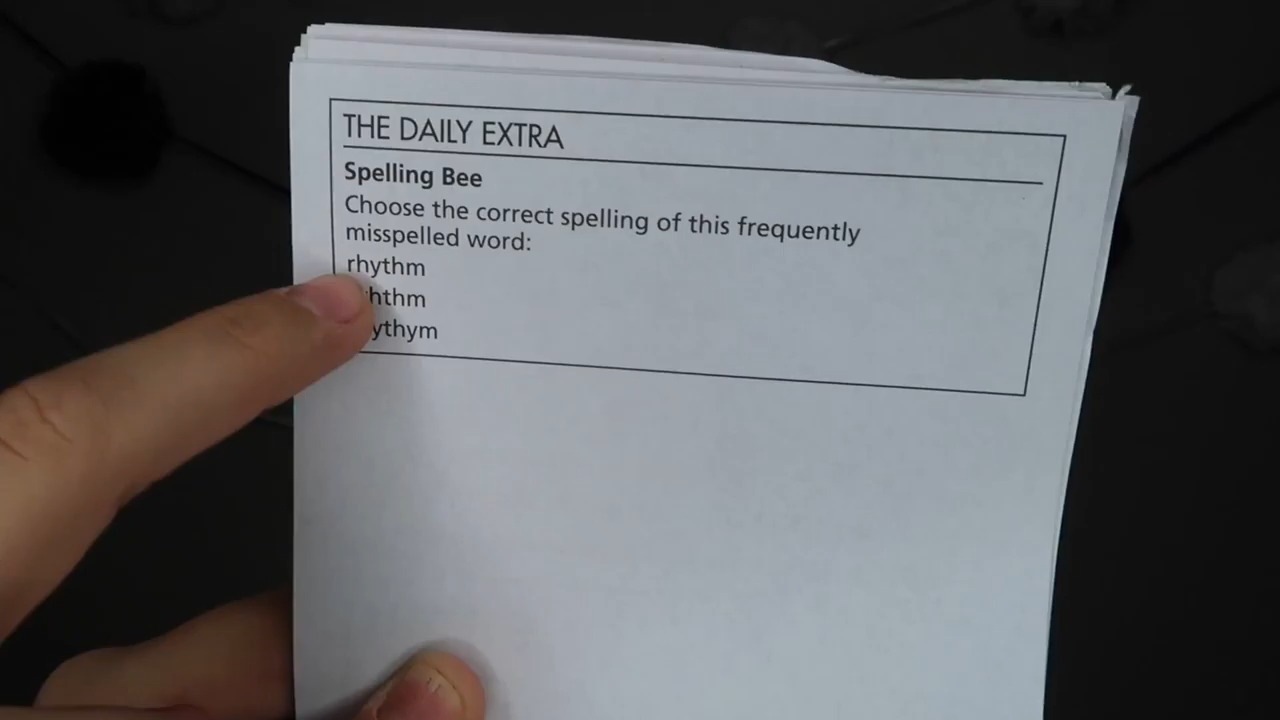 THE DAILY EXTRA
Spelling Bee
Choose the correct spelling of this frequently
misspelled word:
rhythm